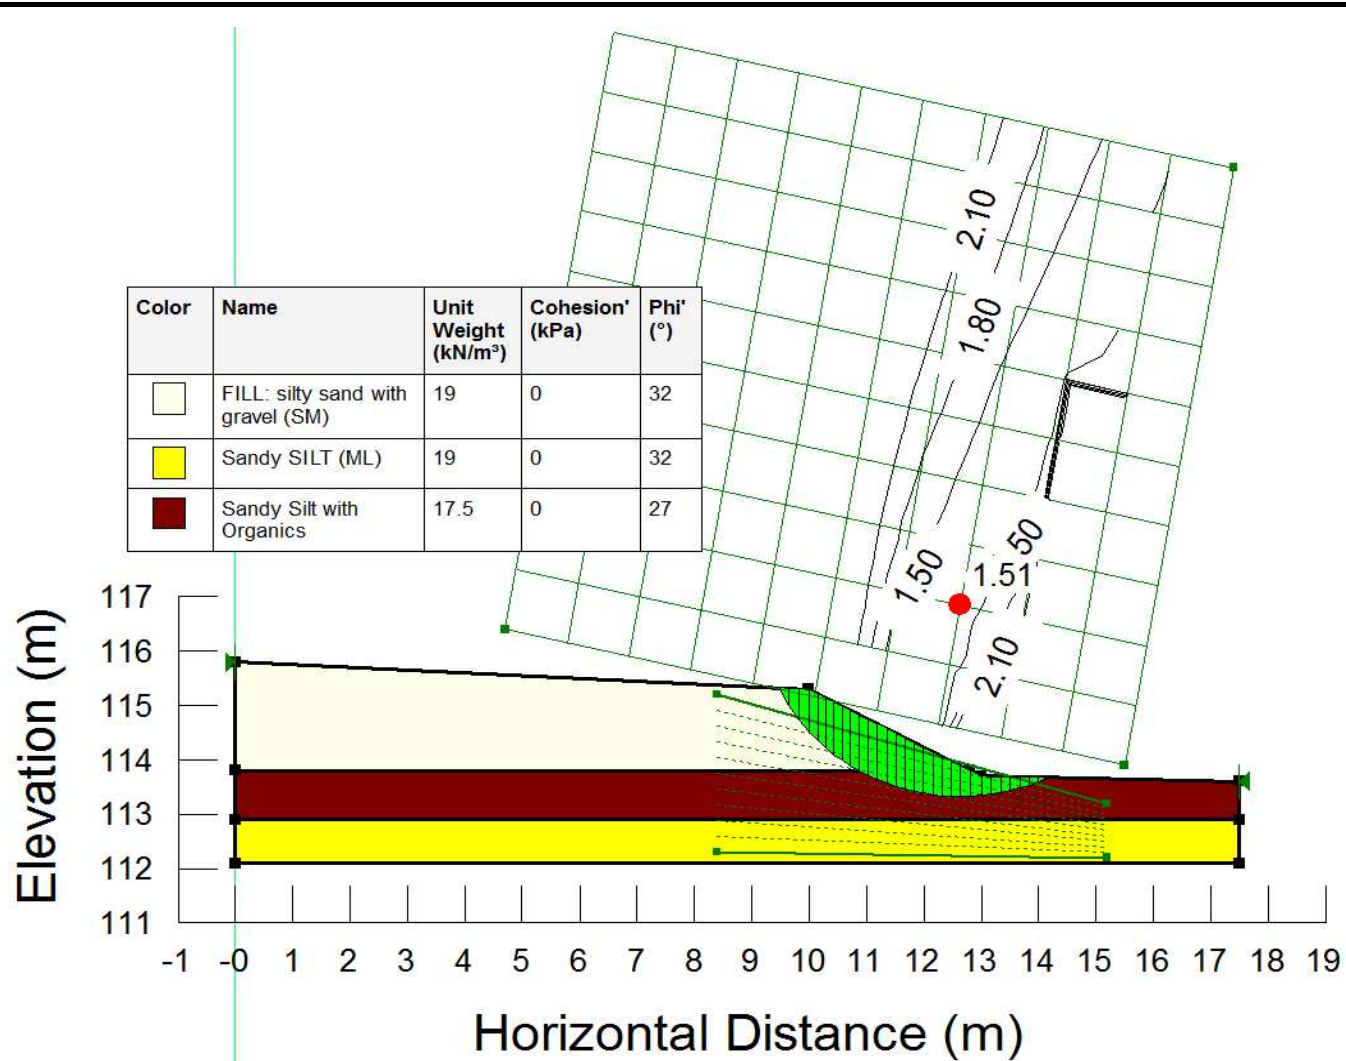 2.10
1.80
1.50
.50
1.51
2.10
Color Name Unit Weight (kN/m³) Cohesion' (kPa) Phi' (°)
FILL: silty sand with gravel (SM) 19 0 32
Sandy SILT (ML) 19 0 32
Sandy Silt with Organics 17.5 0 27
117
116
115
114
113
112
111
Elevation (m)
-1 -0 1 2 3 4 5 6 7 8 9 10 11 12 13 14 15 16 17 18 19
Horizontal Distance (m)